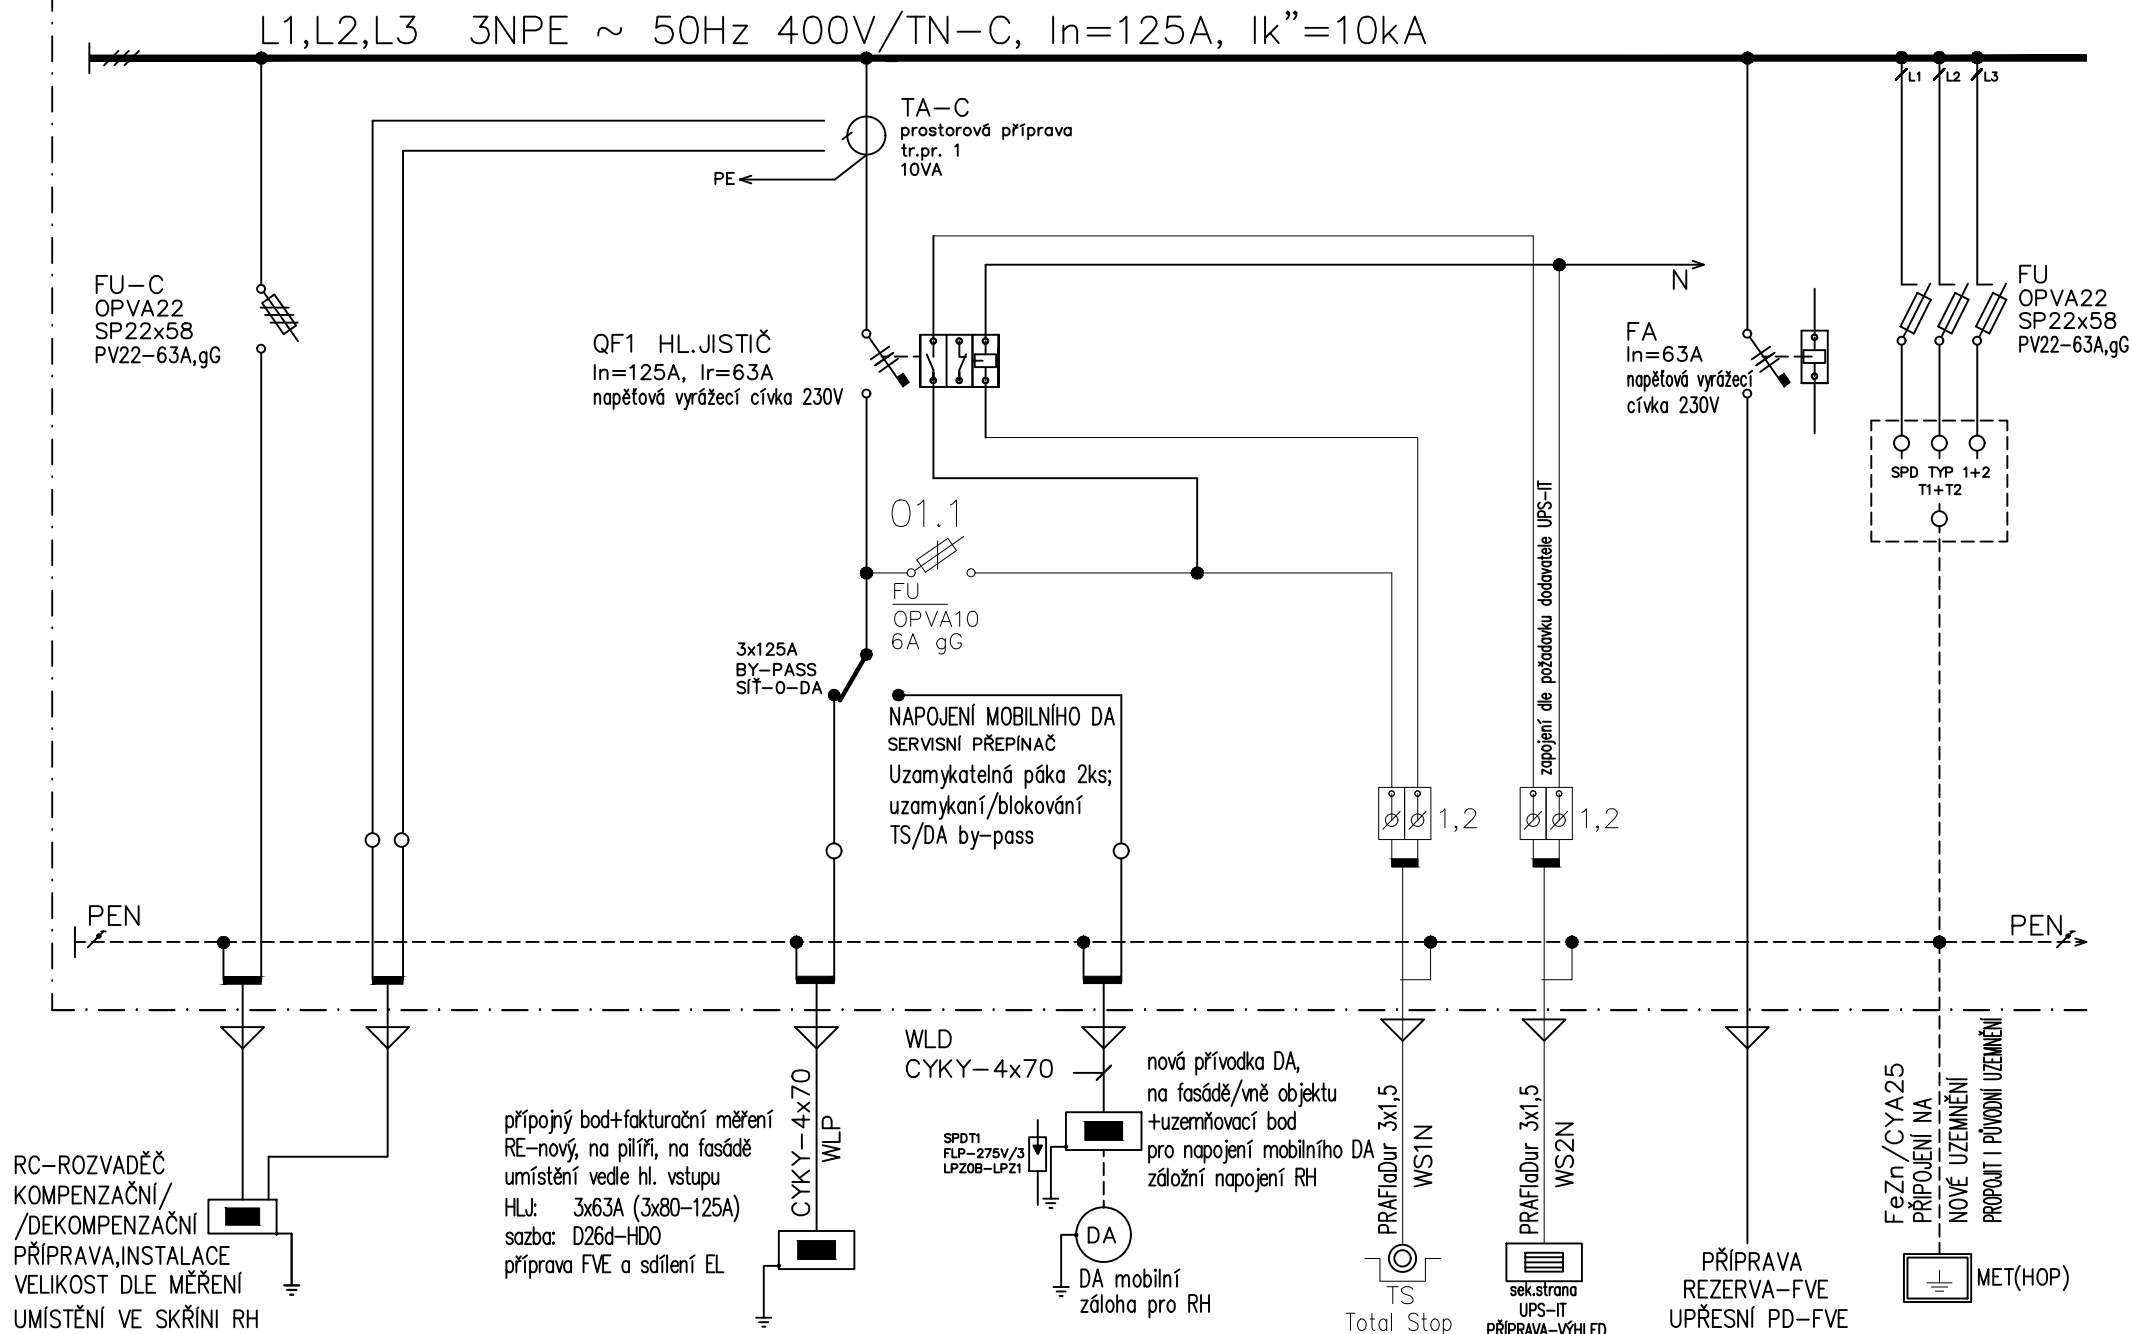 L1,L2,L3 3NPE ~ 50Hz 400V/TN-C, In=125A, Ik"=10kA
L1
L2
L3
TA-C
prostorová příprava
tr.pr. 1
10VA
PE
FU-C
OPVA22
SP22x58
PV22-63A,gG
QF1 HL.JISTIČ
In=125A, Ir=63A
napěťová vyrážecí cívka 230V
N
FA
In=63A
napěťová vyrážecí
cívka 230V
FU
OPVA22
SP22x58
PV22-63A,gG
SPD TYP 1+2
T1+T2
01.1
FU
OPVA10
6A gG
zapojení dle požadavku dodavatele UPS-IT
3x125A
BY-PASS
SÍŤ-0-DA
NAPOJENÍ MOBILNÍHO DA
SERVISNÍ PŘEPÍNAČ
Uzamykatelná páka 2ks;
uzamykaní/blokování
TS/DA by-pass
1,2
1,2
PEN
PEN
RC-ROZVADĚČ
KOMPENZAČNÍ/
/DEKOMPENZAČNÍ
PŘÍPRAVA,INSTALACE
VELIKOST DLE MĚŘENÍ
UMÍSTĚNÍ VE SKŘÍNI RH
přípojný bod+fakturační měření
RE-nový, na pilíři, na fasádě
umístění vedle hl. vstupu
HLJ: 3x63A (3x80-125A)
sazba: D26d-HDO
příprava FVE a sdílení EL
CYKY-4x70
WLP
WLD
CYKY-4x70
SPDT1
FLP-275V/3
LPZ0B-LPZ1
nová přívodka DA,
na fasádě/vně objektu
+uzemňovací bod
pro napojení mobilního DA
záložní napojení RH
DA
DA mobilní
záloha pro RH
PRAFlaDur 3x1,5
WS1N
TS
Total Stop
PRAFlaDur 3x1,5
WS2N
sek.strana
UPS-IT
PŘÍPRAVA-VÝHLED
PŘÍPRAVA
REZERVA-FVE
UPŘESNÍ PD-FVE
FeZn/CYA25
PŘIPOJENÍ NA
NOVÉ UZEMNĚNÍ
PROPOJIT I PŮVODNÍ UZEMNĚNÍ
MET(HOP)